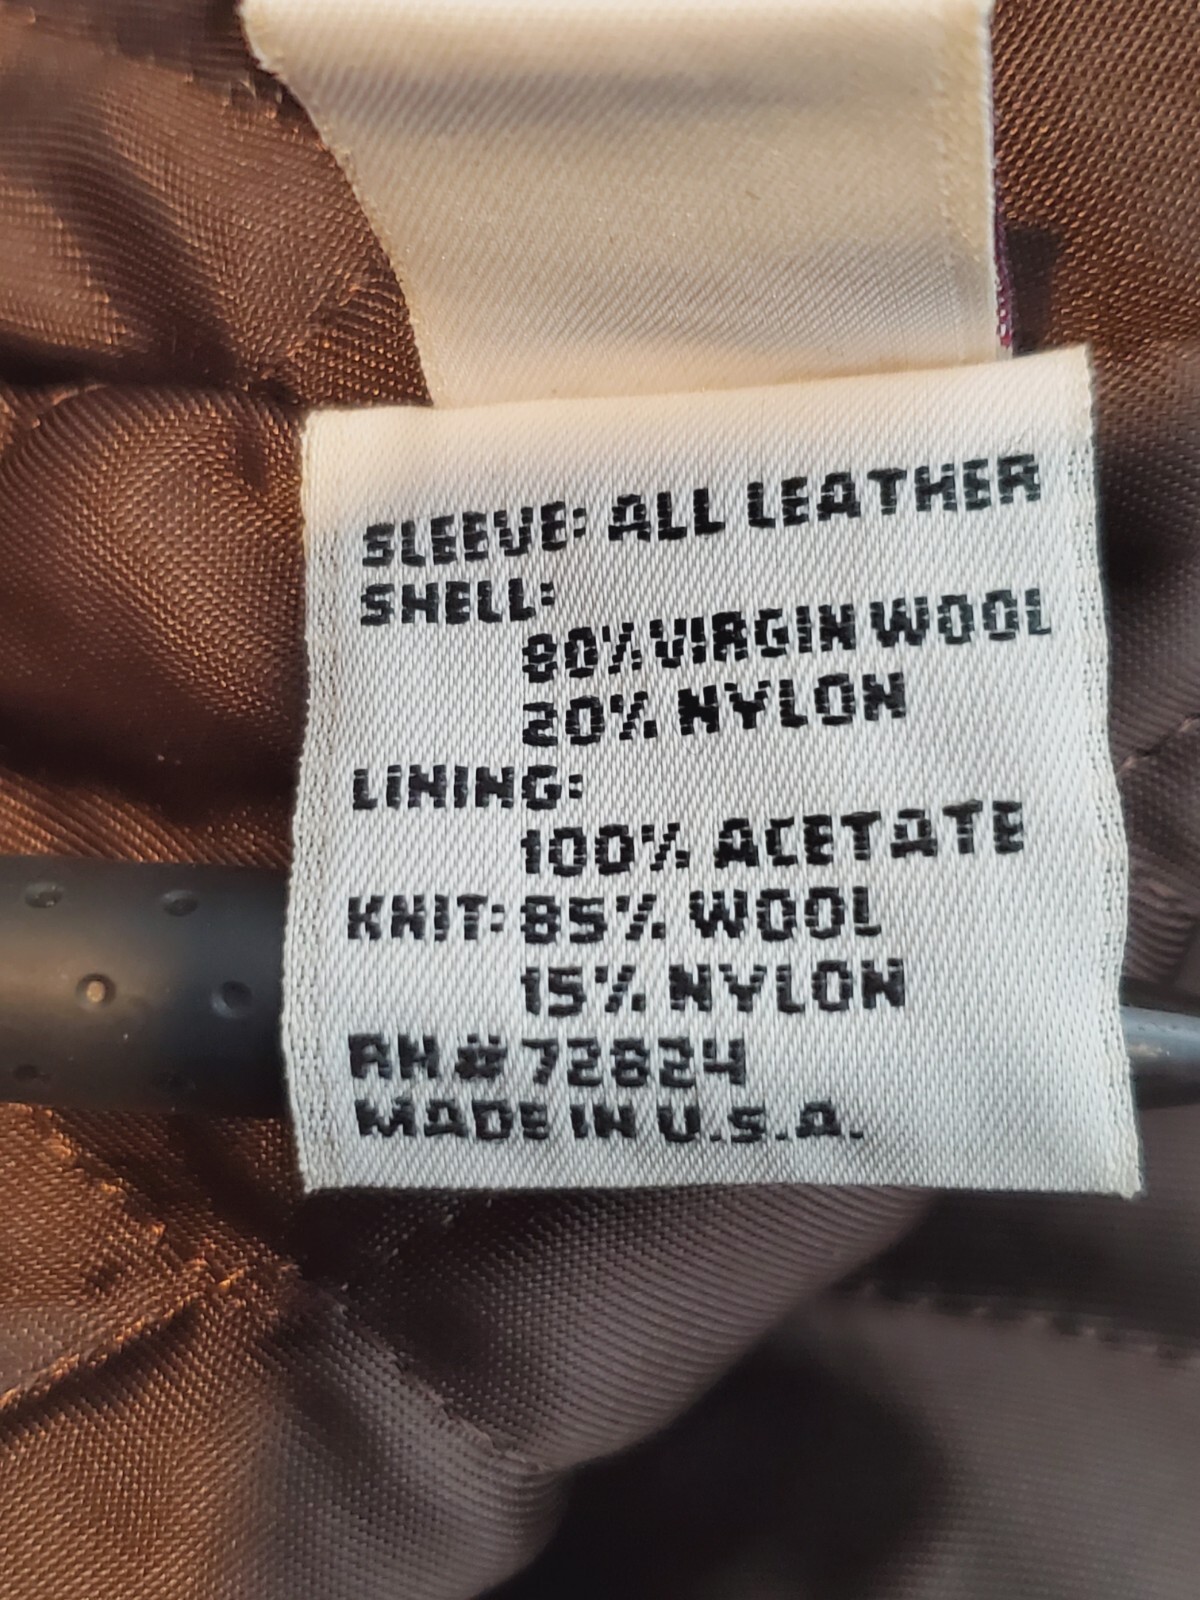 SLEEVE: ALL LEATHER
SHELL:
80% VIRGIN WOOL
20% NYLON
LINING:
100% ACETATE
KNIT: 85% WOOL
15% NYLON
RN# 72824
MADE IN U.S.A.